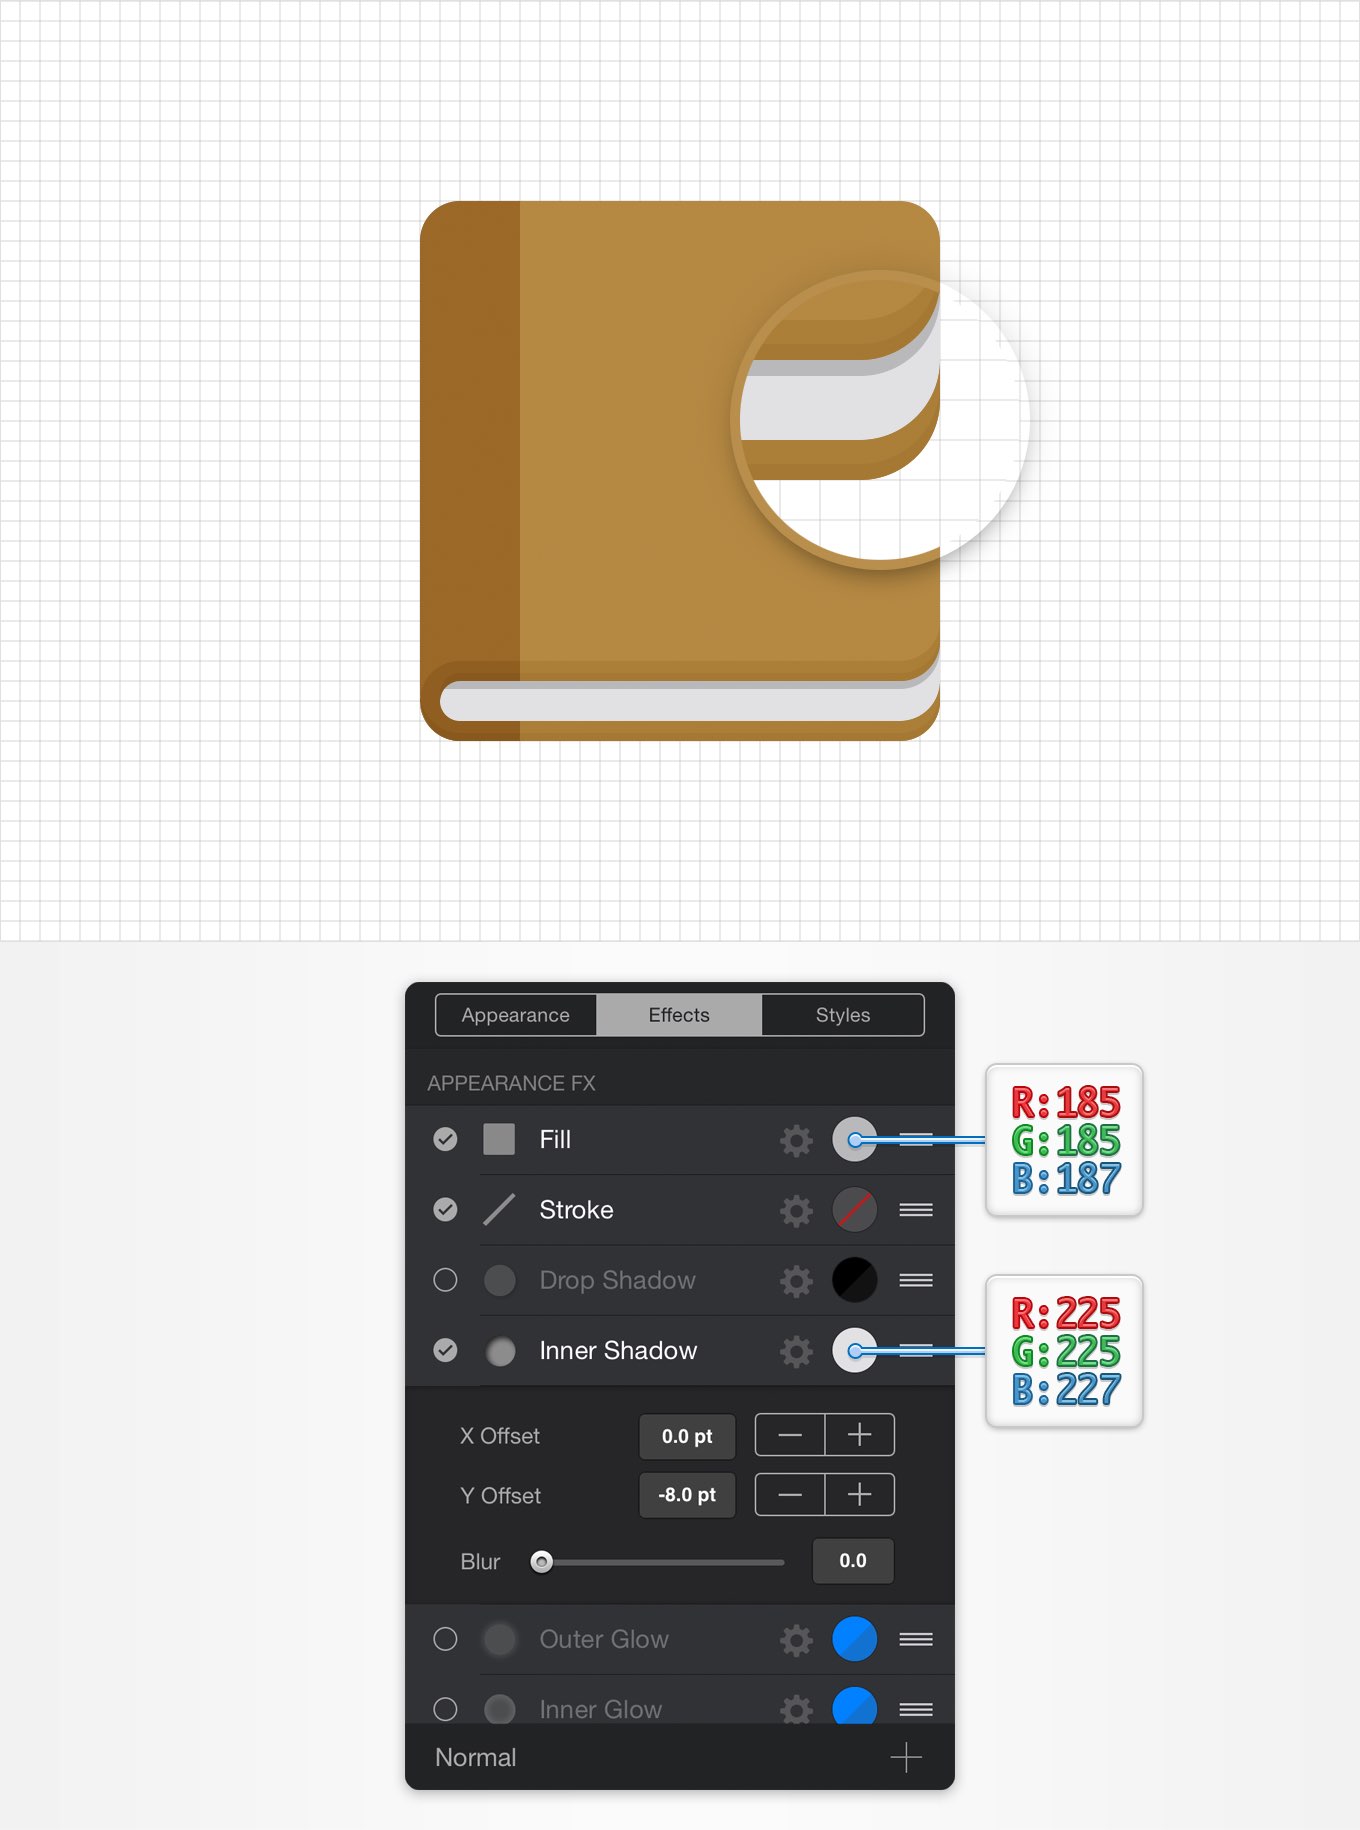 Appearance Effects Styles
APPEARANCE FX
Fill
R:185
G:185
B:187
Stroke
Drop Shadow
Inner Shadow
R:225
G:225
B:227
X Offset 0.0 pt
Y Offset -8.0 pt
Blur 0.0
Outer Glow
Inner Glow
Normal